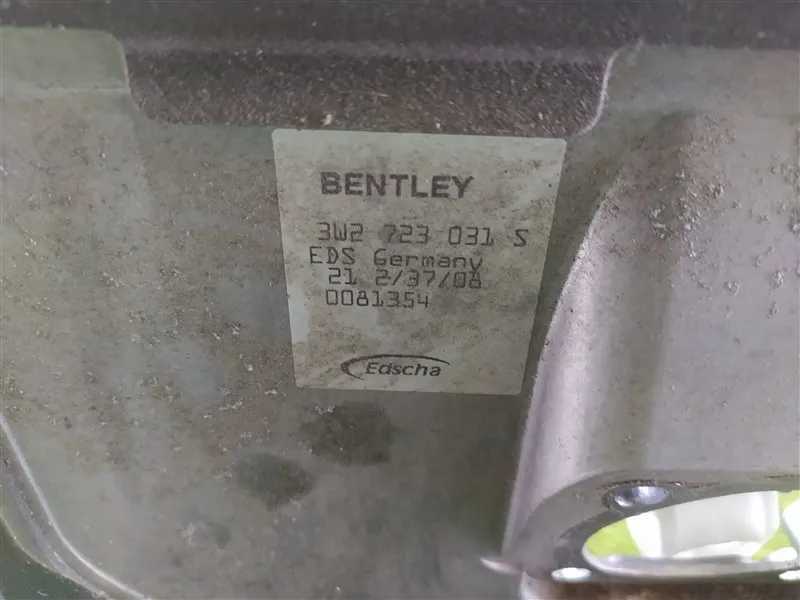 BENTLEY
3W2 723 031 S
EDS Germany
21 2/37/08
0081354
Edscha